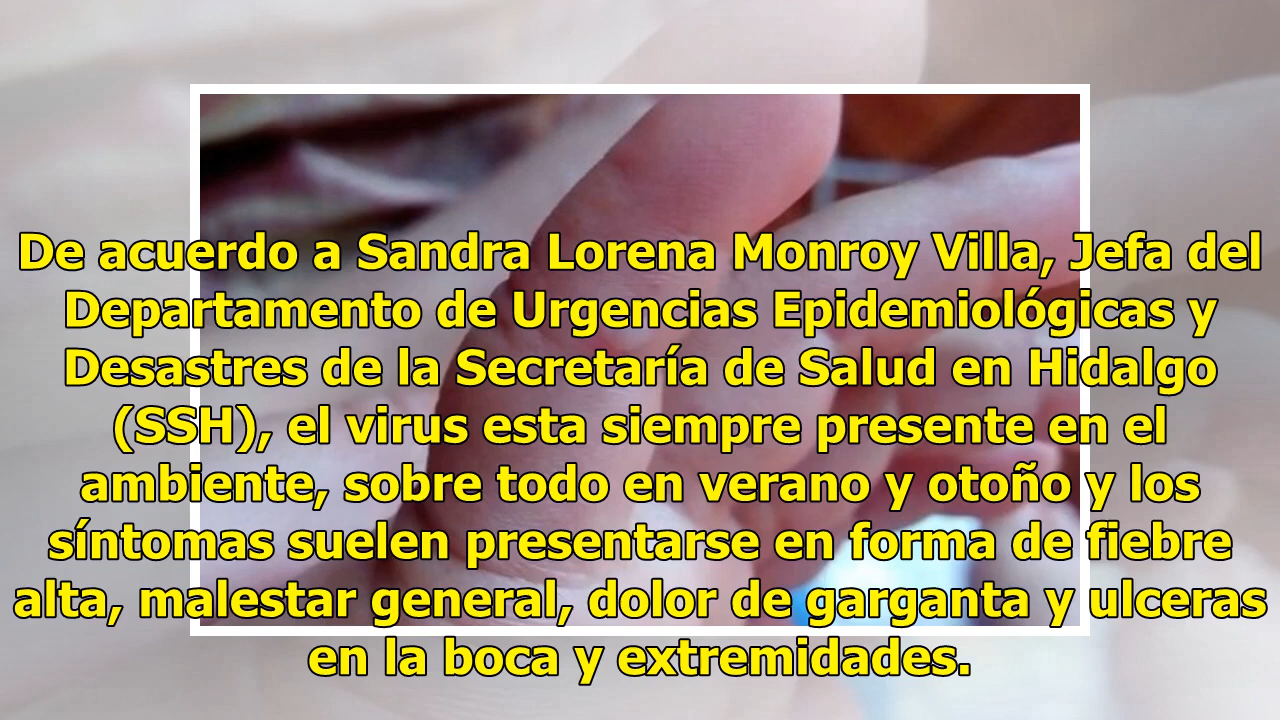 De acuerdo a Sandra Lorena Monroy Villa, Jefa del
Departamento de Urgencias Epidemiológicas y
Desastres de la Secretaría de Salud en Hidalgo
(SSH), el virus esta siempre presente en el
ambiente, sobre todo en verano y otoño y los
síntomas suelen presentarse en forma de fiebre
alta, malestar general, dolor de garganta y ulceras
en la boca y extremidades.